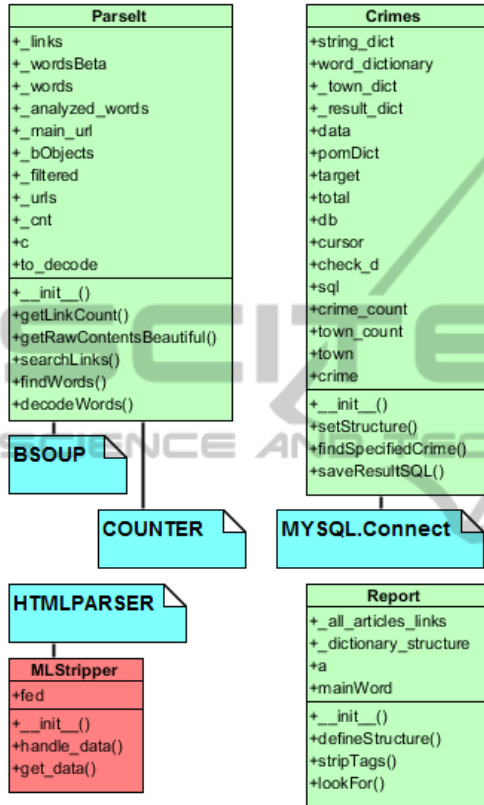 ParseIt
+_links
+_wordsBeta
+_words
+_analyzed_words
+_main_url
+_bObjects
+_filtered
+_urls
+_cnt
+c
+to_decode
+__init__()
+getLinkCount()
+getRawContentsBeautiful()
+searchLinks()
+findWords()
+decodeWords()
BSOUP
COUNTER
Crimes
+string_dict
+word_dictionary
+_town_dict
+_result_dict
+data
+pomDict
+target
+total
+db
+cursor
+check_d
+sql
+crime_count
+town_count
+town
+crime
+__init__()
+setStructure()
+findSpecifiedCrime()
+saveResultSQL()
MYSQL.Connect
HTMLPARSER
MLStripper
+fed
+__init__()
+handle_data()
+get_data()
Report
+_all_articles_links
+_dictionary_structure
+a
+mainWord
+__init__()
+defineStructure()
+stripTags()
+lookFor()
SCIENCE AND